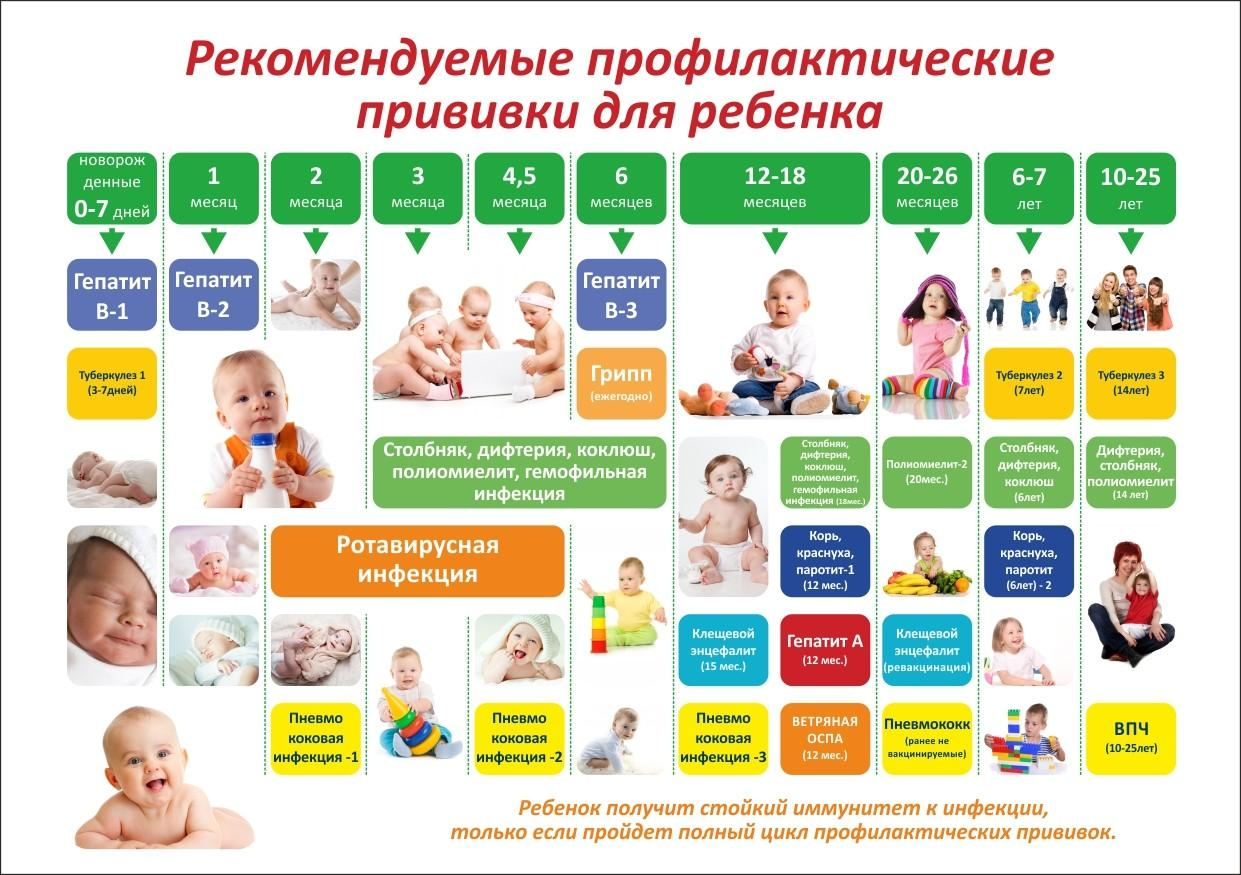 Рекомендуемые профилактические
прививки для ребенка
новорож
денные
0-7 дней
1
месяц
2
месяца
3
месяца
4,5
месяца
6
месяцев
12-18
месяцев
20-26
месяцев
6-7
лет
10-25
лет
Гепатит
В-1
Гепатит
В-2
Гепатит
В-3
Туберкулез 1
(3-7дней)
Грипп
(ежегодно)
Туберкулез 2
(7лет)
Туберкулез 3
(14лет)
Столбняк, дифтерия, коклюш,
полиомиелит, гемофильная
инфекция
Столбняк,
дифтерия,
коклюш,
полиомиелит,
гемофильная
инфекция (18мес.)
Полиомиелит-2
(20мес.)
Столбняк,
дифтерия,
коклюш
(6лет)
Дифтерия,
столбняк,
полиомиелит
(14 лет)
Ротавирусная
инфекция
Корь,
краснуха,
паротит-1
(12 мес.)
Корь,
краснуха,
паротит
(6лет) - 2
Клещевой
энцефалит
(15 мес.)
Гепатит А
(12 мес.)
Клещевой
энцефалит
(ревакцинация)
Пневмо
коковая
инфекция -1
Пневмо
коковая
инфекция -2
Пневмо
коковая
инфекция -3
ВЕТРЯНАЯ
ОСПА
(12 мес.)
Пневмококк
(ранее не
вакцинируемые)
ВПЧ
(10-25лет)
Ребенок получит стойкий иммунитет к инфекции,
только если пройдет полный цикл профилактических прививок.